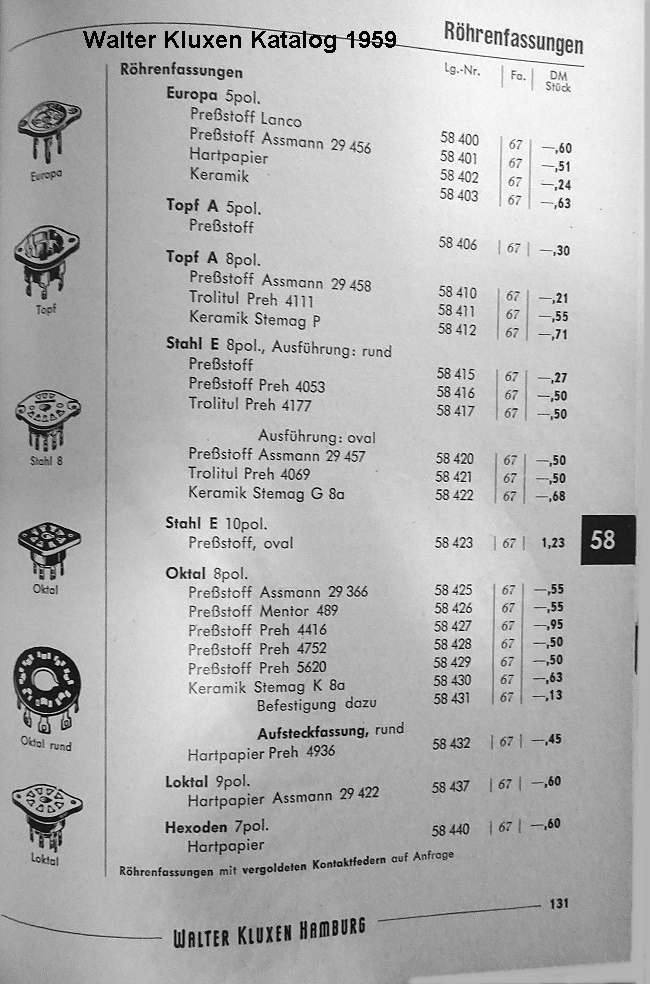 Walter Kluxen Katalog 1959
Röhrenfassungen
Röhrenfassungen Lg.-Nr. Fa. DM Stück
Europa 5pol.
Preßstoff Lanco 58 400 67 —,60
Preßstoff Assmann 29 456 58 401 67 —,51
Hartpapier 58 402 67 —,24
Keramik 58 403 67 —,63
Europa
Topf A 5pol.
Preßstoff 58 406 67 —,30
Topf A 8pol.
Preßstoff Assmann 29 458 58 410 67 —,21
Trolitul Preh 4111 58 411 67 —,55
Keramik Stemag P 58 412 67 —,71
Topf
Stahl E 8pol., Ausführung: rund
Preßstoff 58 415 67 —,27
Preßstoff Preh 4053 58 416 67 —,50
Trolitul Preh 4177 58 417 67 —,50
Ausführung: oval
Preßstoff Assmann 29 457 58 420 67 —,50
Trolitul Preh 4069 58 421 67 —,50
Keramik Stemag G 8a 58 422 67 —,68
Stahl 8
Stahl E 10pol.
Preßstoff, oval 58 423 67 1,23
58
Oktal 8pol.
Preßstoff Assmann 29 366 58 425 67 —,55
Preßstoff Mentor 489 58 426 67 —,55
Preßstoff Preh 4416 58 427 67 —,95
Preßstoff Preh 4752 58 428 67 —,50
Preßstoff Preh 5620 58 429 67 —,50
Keramik Stemag K 8a 58 430 67 —,63
Befestigung dazu 58 431 67 —,13
Oktal
Aufsteckfassung, rund
Hartpapier Preh 4936 58 432 67 —,45
Oktal rund
Loktal 9pol.
Hartpapier Assmann 29 422 58 437 67 —,60
Hexoden 7pol.
Hartpapier 58 440 67 —,60
Loktal
Röhrenfassungen mit vergoldeten Kontaktfedern auf Anfrage
131
WALTER KLUXEN HAMBURG